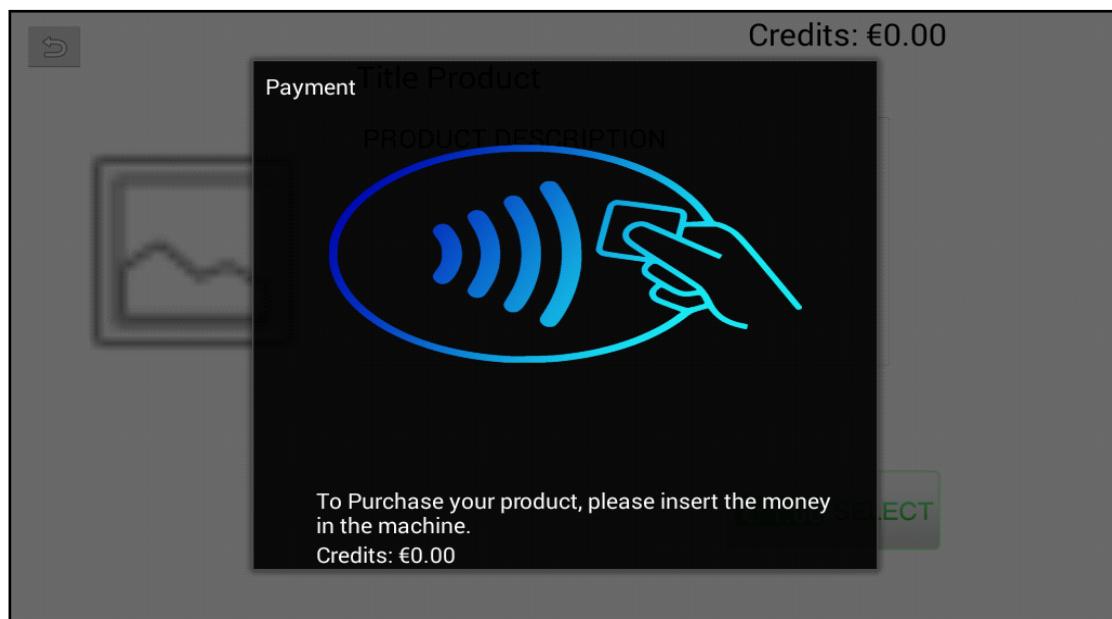 Credits: €0.00
Title Product
Payment
PRODUCT DESCRIPTION
To Purchase your product, please insert the money
in the machine.
SELECT
Credits: €0.00